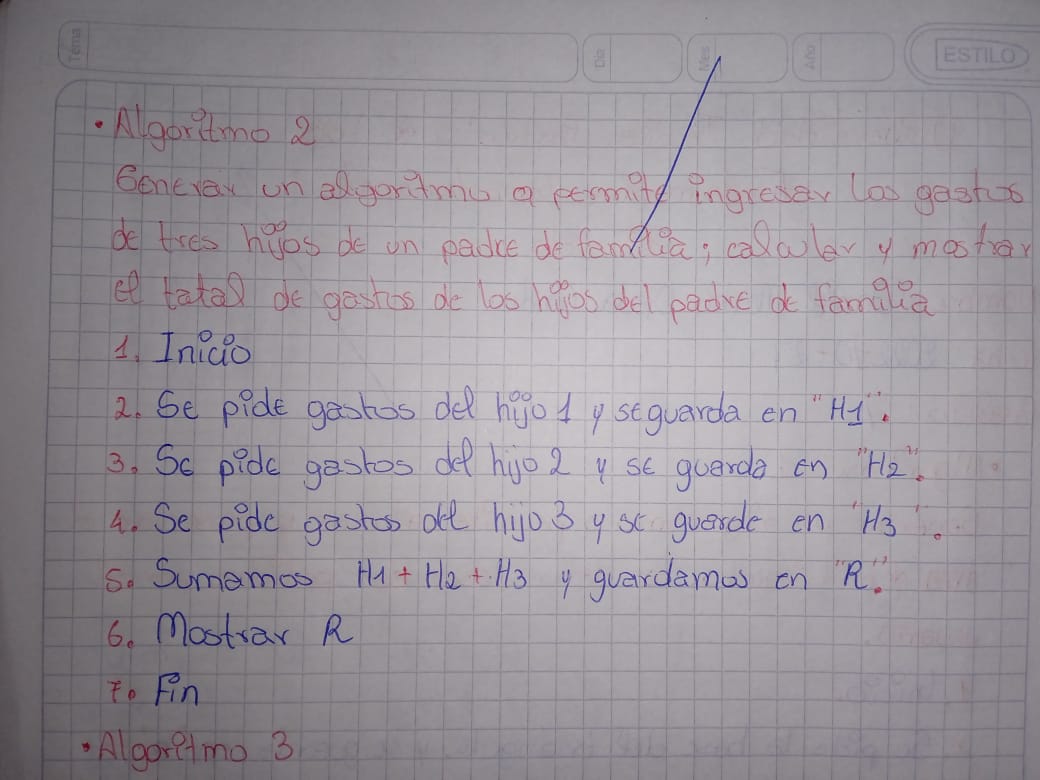 Tema
Dia
Mes
Año
ESTILO
• Algoritmo 2
Generar un algoritmo q permita ingresar los gastos
de tres hijos de un padre de familia; calcular y mostrar
el total de gastos de los hijos del padre de familia
1. Inicio
2. Se pide gastos del hijo 1 y se guarda en "H1".
3. Se pide gastos del hijo 2 y se guarda en "H2".
4. Se pide gastos del hijo 3 y se guarde en "H3".
5. Sumamos H1 + H2 + H3 y guardamos en "R".
6. Mostrar R
7. Fin
• Algoritmo 3